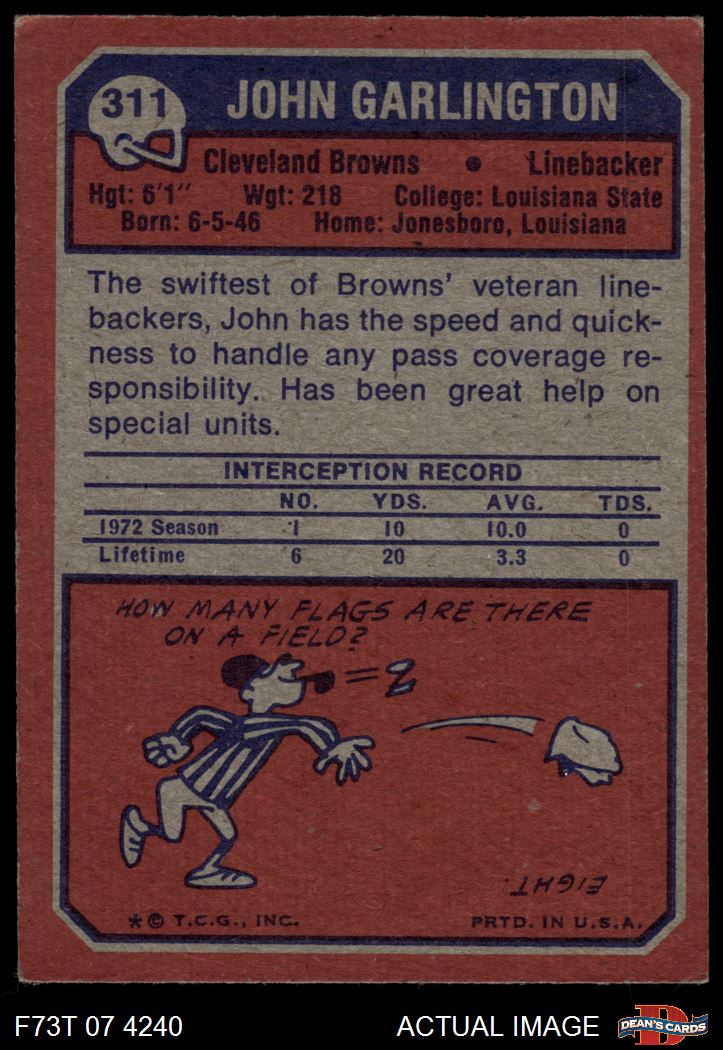 311
JOHN GARLINGTON
Cleveland Browns • Linebacker
Hgt: 6'1" Wgt: 218 College: Louisiana State
Born: 6-5-46 Home: Jonesboro, Louisiana
The swiftest of Browns' veteran line-
backers, John has the speed and quick-
ness to handle any pass coverage re-
sponsibility. Has been great help on
special units.
INTERCEPTION RECORD
NO. YDS. AVG. TDS.
1972 Season 1 10 10.0 0
Lifetime 6 20 3.3 0
HOW MANY FLAGS ARE THERE
ON A FIELD?
EIGHT.
* © T.C.G., INC. PRTD. IN U.S.A.
F73T 07 4240 ACTUAL IMAGE
D
DEAN'S CARDS